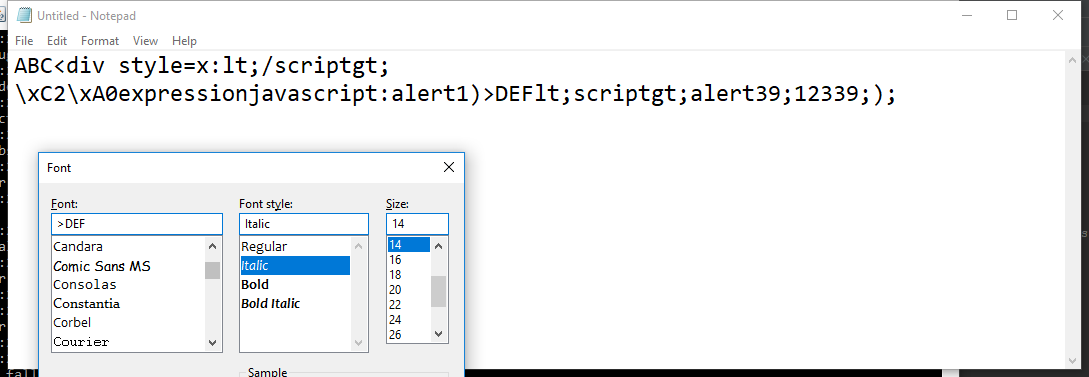 Untitled - Notepad
File Edit Format View Help
ABC<div style=x:lt;/scriptgt;
\xC2\xA0expressionjavascript:alert1)>DEFlt;scriptgt;alert39;12339;);
Font
Font: Font style: Size:
>DEF Italic 14
Candara Regular 14
Comic Sans MS Italic 16
Consolas Bold 18
Constantia Bold Italic 20
Corbel 22
Courier 24
26
Sample